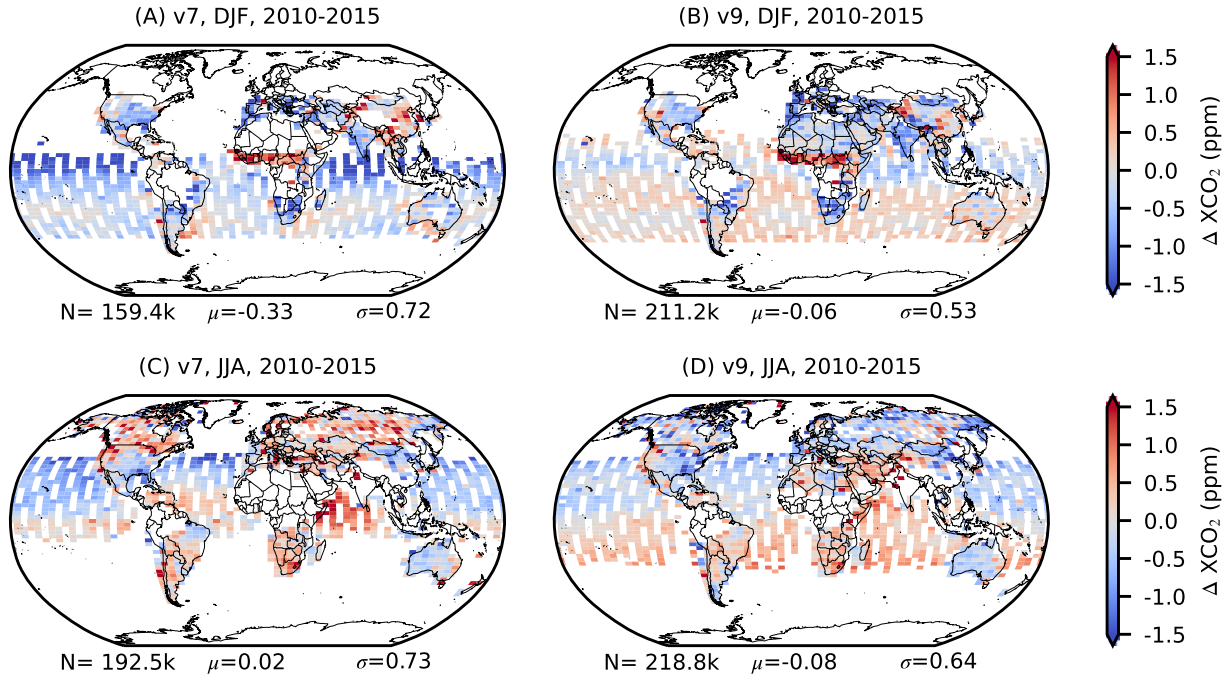 (A) v7, DJF, 2010-2015
(B) v9, DJF, 2010-2015
1.5
1.0
0.5
0.0
-0.5
-1.0
-1.5
Δ XCO₂ (ppm)
N= 159.4k μ=-0.33 σ=0.72
N= 211.2k μ=-0.06 σ=0.53
(C) v7, JJA, 2010-2015
(D) v9, JJA, 2010-2015
1.5
1.0
0.5
0.0
-0.5
-1.0
-1.5
Δ XCO₂ (ppm)
N= 192.5k μ=0.02 σ=0.73
N= 218.8k μ=-0.08 σ=0.64